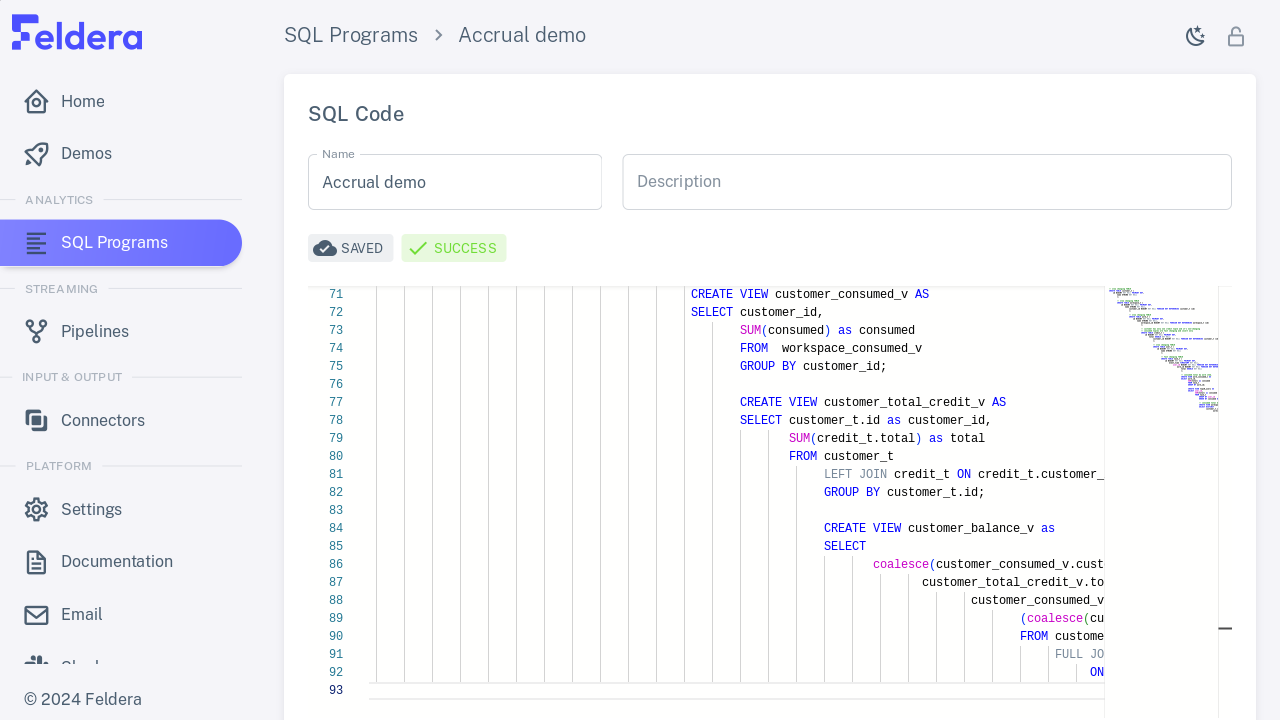 Feldera
SQL Programs > Accrual demo
Home
Demos
ANALYTICS
SQL Programs
STREAMING
Pipelines
INPUT & OUTPUT
Connectors
PLATFORM
Settings
Documentation
Email
© 2024 Feldera
SQL Code
Name
Accrual demo
Description
SAVED
SUCCESS
71 CREATE VIEW customer_consumed_v AS
72 SELECT customer_id,
73 SUM(consumed) as consumed
74 FROM  workspace_consumed_v
75 GROUP BY customer_id;
76
77 CREATE VIEW customer_total_credit_v AS
78 SELECT customer_t.id as customer_id,
79 SUM(credit_t.total) as total
80 FROM customer_t
81 LEFT JOIN credit_t ON credit_t.customer_
82 GROUP BY customer_t.id;
83
84 CREATE VIEW customer_balance_v as
85 SELECT
86 coalesce(customer_consumed_v.cust
87 customer_total_credit_v.to
88 customer_consumed_v
89 (coalesce(cu
90 FROM custome
91 FULL JO
92 ON
93